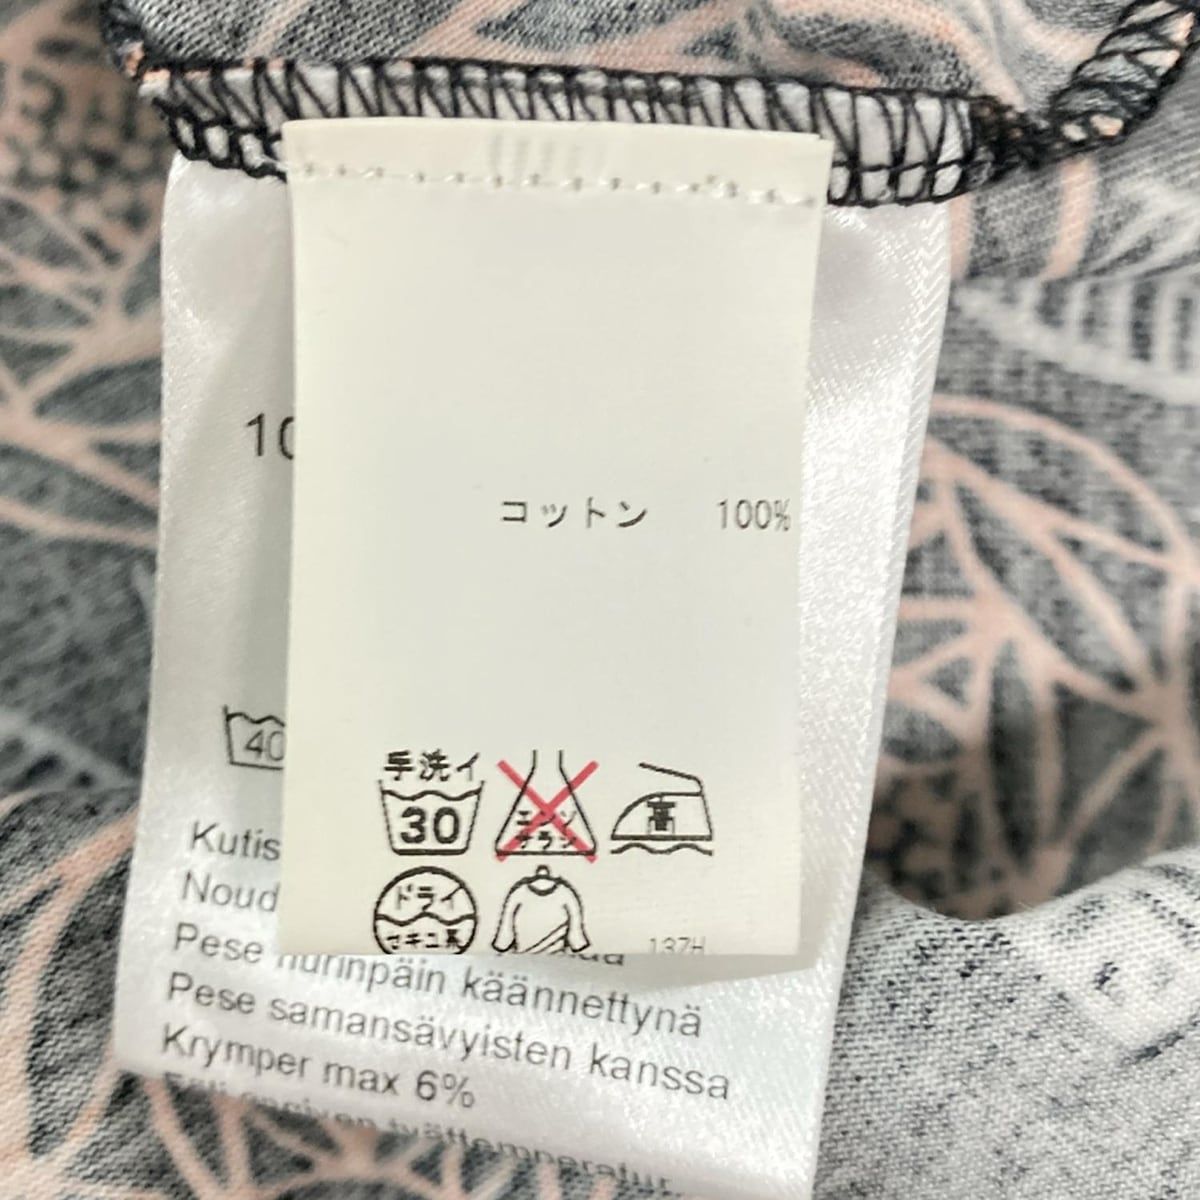 コットン 100%
手洗イ
30
エンソ
サラシ
高
ドライ
セキユ系
137H
10
40
Kutis
Noud
Pese nurinpäin käännettynä
Pese samansävyisten kanssa
Krymper max 6%